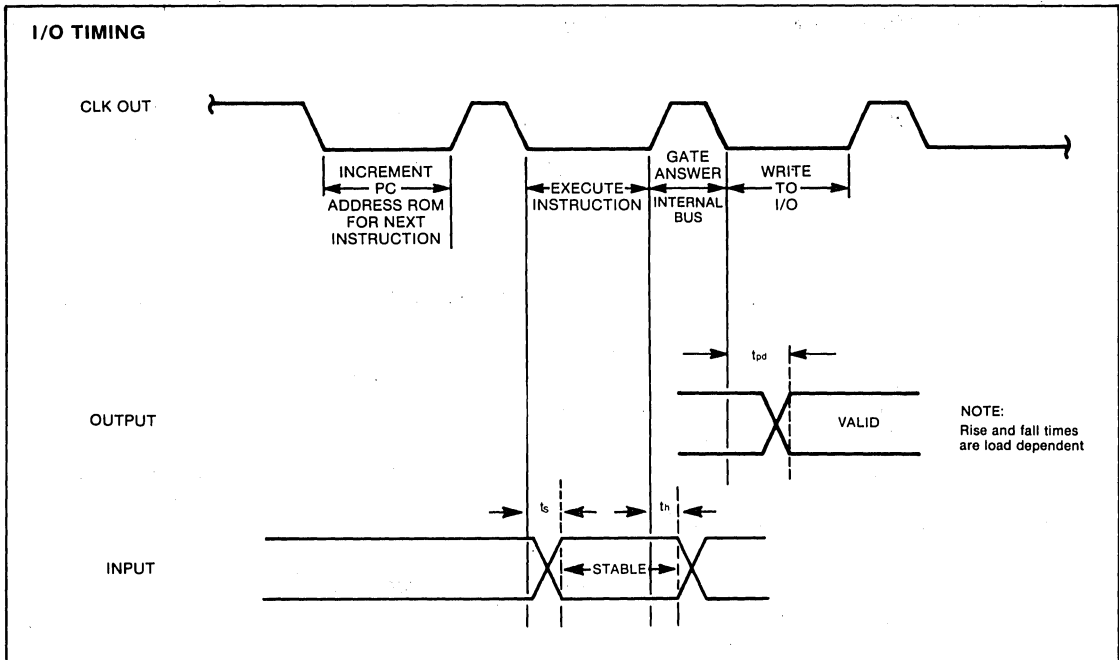 I/O TIMING
CLK OUT
INCREMENT
PC
ADDRESS ROM
FOR NEXT
INSTRUCTION
EXECUTE
INSTRUCTION
GATE
ANSWER
INTERNAL
BUS
WRITE
TO
I/O
tpd
OUTPUT
VALID
NOTE:
Rise and fall times
are load dependent
ts
th
INPUT
STABLE